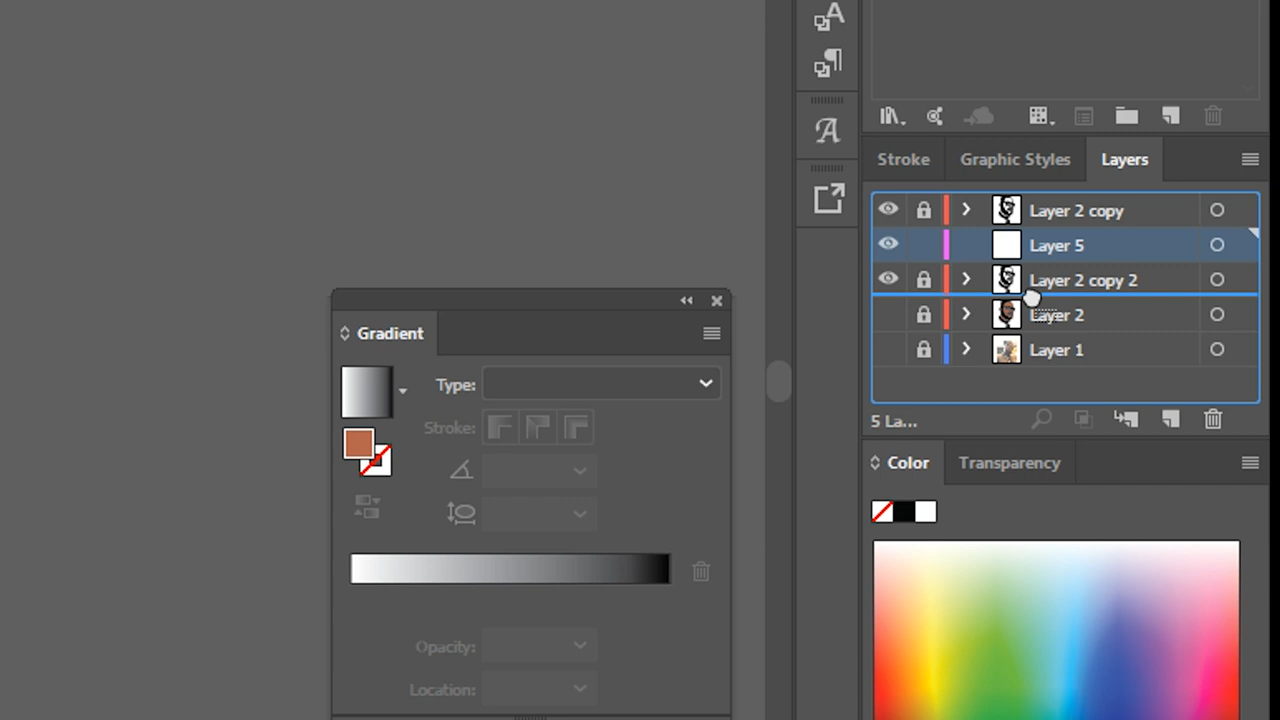 Stroke Graphic Styles Layers
Layer 2 copy
Layer 5
Layer 2 copy 2
Layer 2
Layer 1
5 La...
Color Transparency
Gradient
Type:
Stroke:
Opacity:
Location: